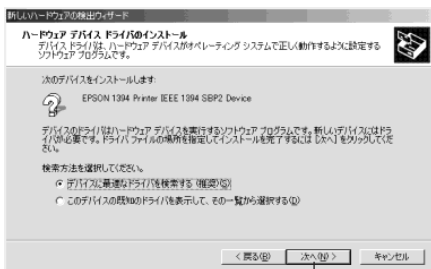 新しいハードウェアの検出ウィザード
ハードウェア デバイス ドライバのインストール
デバイス ドライバは、ハードウェア デバイスがオペレーティング システムで正しく動作するように設定する
ソフトウェア プログラムです。
次のデバイスをインストールします:
EPSON 1394 Printer IEEE 1394 SBP2 Device
デバイスのドライバはハードウェア デバイスを実行するソフトウェア プログラムです。新しいデバイスにはドラ
イバが必要です。ドライバ ファイルの場所を指定してインストールを完了するには [次へ] をクリックしてくだ
さい。
検索方法を選択してください。
デバイスに最適なドライバを検索する (推奨)(S)
このデバイスの既知のドライバを表示して、その一覧から選択する(D)
< 戻る(B) 次へ(N) > キャンセル